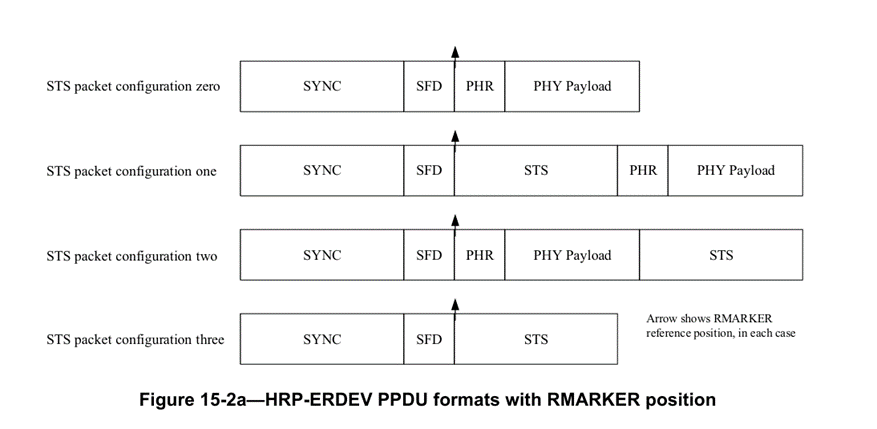 STS packet configuration zero SYNC SFD PHR PHY Payload
STS packet configuration one SYNC SFD STS PHR PHY Payload
STS packet configuration two SYNC SFD PHR PHY Payload STS
STS packet configuration three SYNC SFD STS
Arrow shows RMARKER
reference position, in each case
Figure 15-2a—HRP-ERDEV PPDU formats with RMARKER position